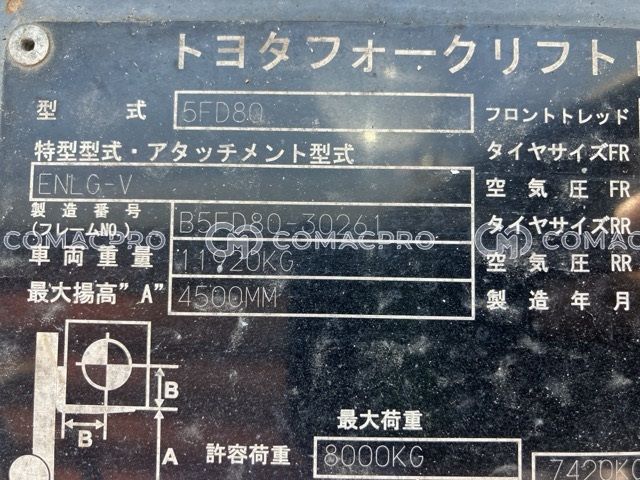 トヨタフォークリフト
型 式 5FD80 フロントトレッド
特型型式・アタッチメント型式 タイヤサイズFR
ENLG-V 空気圧 FR
製造番号 B5FD80-30261 タイヤサイズRR
(フレームNO.)
COMACPRO COMACPRO COMACPRO
車両重量 11920KG 空気圧 RR
最大揚高"A" 4500MM 製造年月
B
B
最大荷重
A 許容荷重 8000KG 7420KG